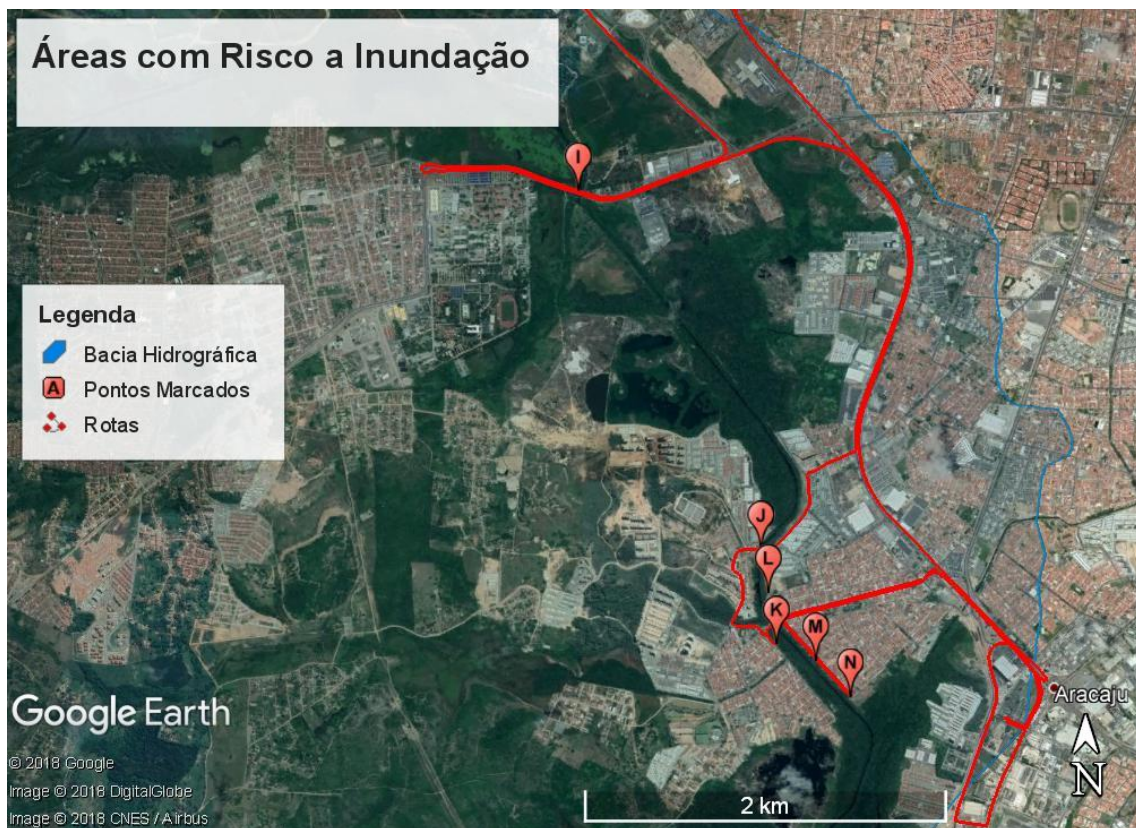 Áreas com Risco a Inundação
I
Legenda
Bacia Hidrográfica
A
Pontos Marcados
Rotas
J
L
K
M
N
Aracaju
Google Earth
N
© 2018 Google
Image © 2018 DigitalGlobe
Image © 2018 CNES / Airbus
2 km